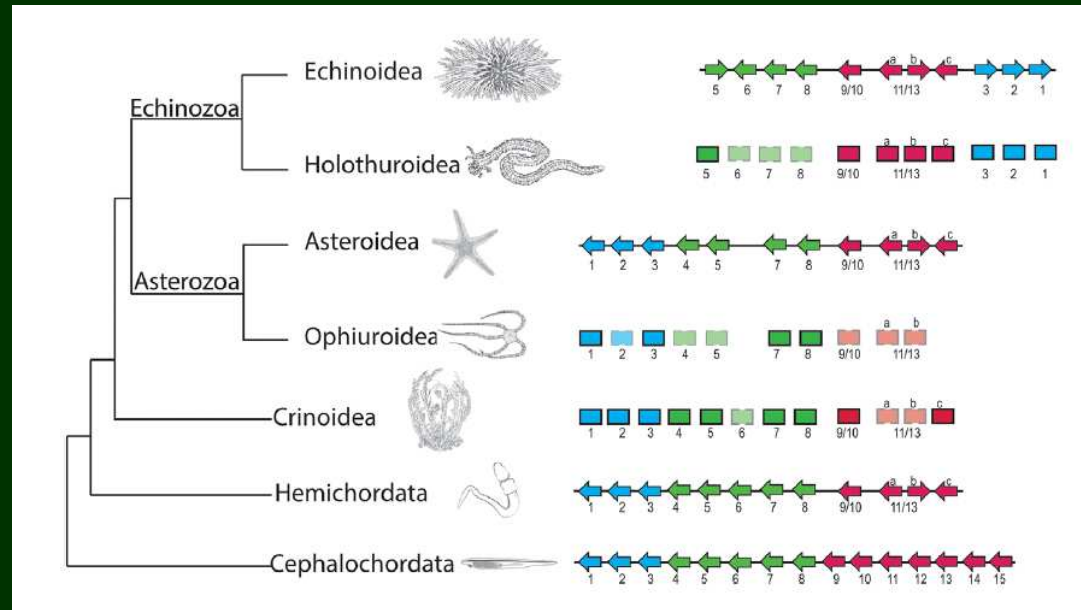 Echinoidea
a b c
5 6 7 8 9/10 11/13 3 2 1
Echinozoa
Holothuroidea
a b c
5 6 7 8 9/10 11/13 3 2 1
Asteroidea
a b c
1 2 3 4 5 7 8 9/10 11/13
Asterozoa
Ophiuroidea
a b
1 2 3 4 5 7 8 9/10 11/13
Crinoidea
a b c
1 2 3 4 5 6 7 8 9/10 11/13
Hemichordata
a b c
1 2 3 4 5 6 7 8 9/10 11/13
Cephalochordata
1 2 3 4 5 6 7 8 9 10 11 12 13 14 15